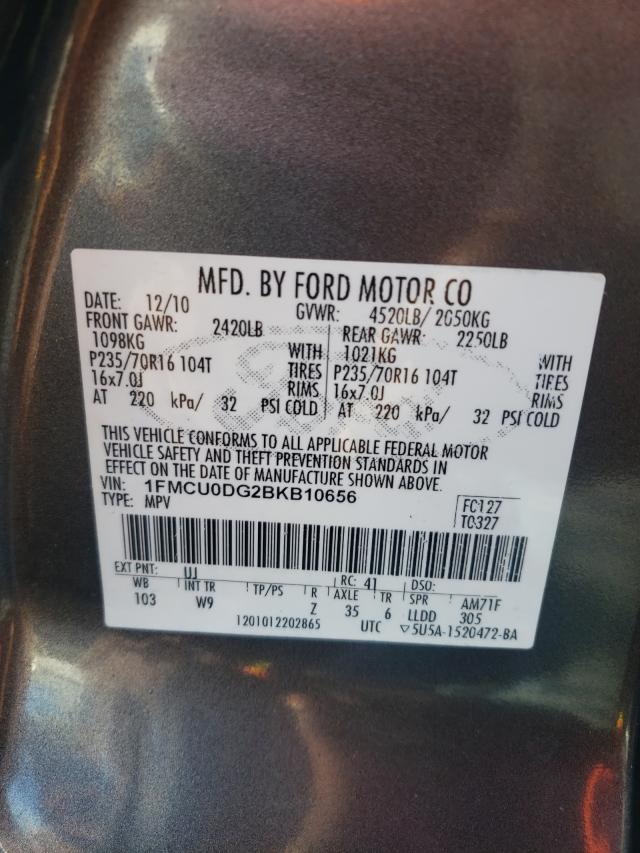 MFD. BY FORD MOTOR CO
DATE: 12/10 GVWR: 4520LB/ 2050KG
FRONT GAWR: 2420LB REAR GAWR: 2250LB
1098KG WITH 1021KG WITH
P235/70R16 104T TIRES P235/70R16 104T TIRES
16x7.0J RIMS 16x7.0J RIMS
AT 220 kPa/ 32 PSI COLD AT 220 kPa/ 32 PSI COLD
THIS VEHICLE CONFORMS TO ALL APPLICABLE FEDERAL MOTOR
VEHICLE SAFETY AND THEFT PREVENTION STANDARDS IN
EFFECT ON THE DATE OF MANUFACTURE SHOWN ABOVE.
VIN: 1FMCU0DG2BKB10656
TYPE: MPV
FC127
T0327
EXT PNT: UJ RC: 41 DSO:
WB INT TR TP/PS R AXLE TR SPR AM71F
103 W9 Z 35 6 LLDD 305
1201012202865 UTC ▽5U5A-1520472-BA